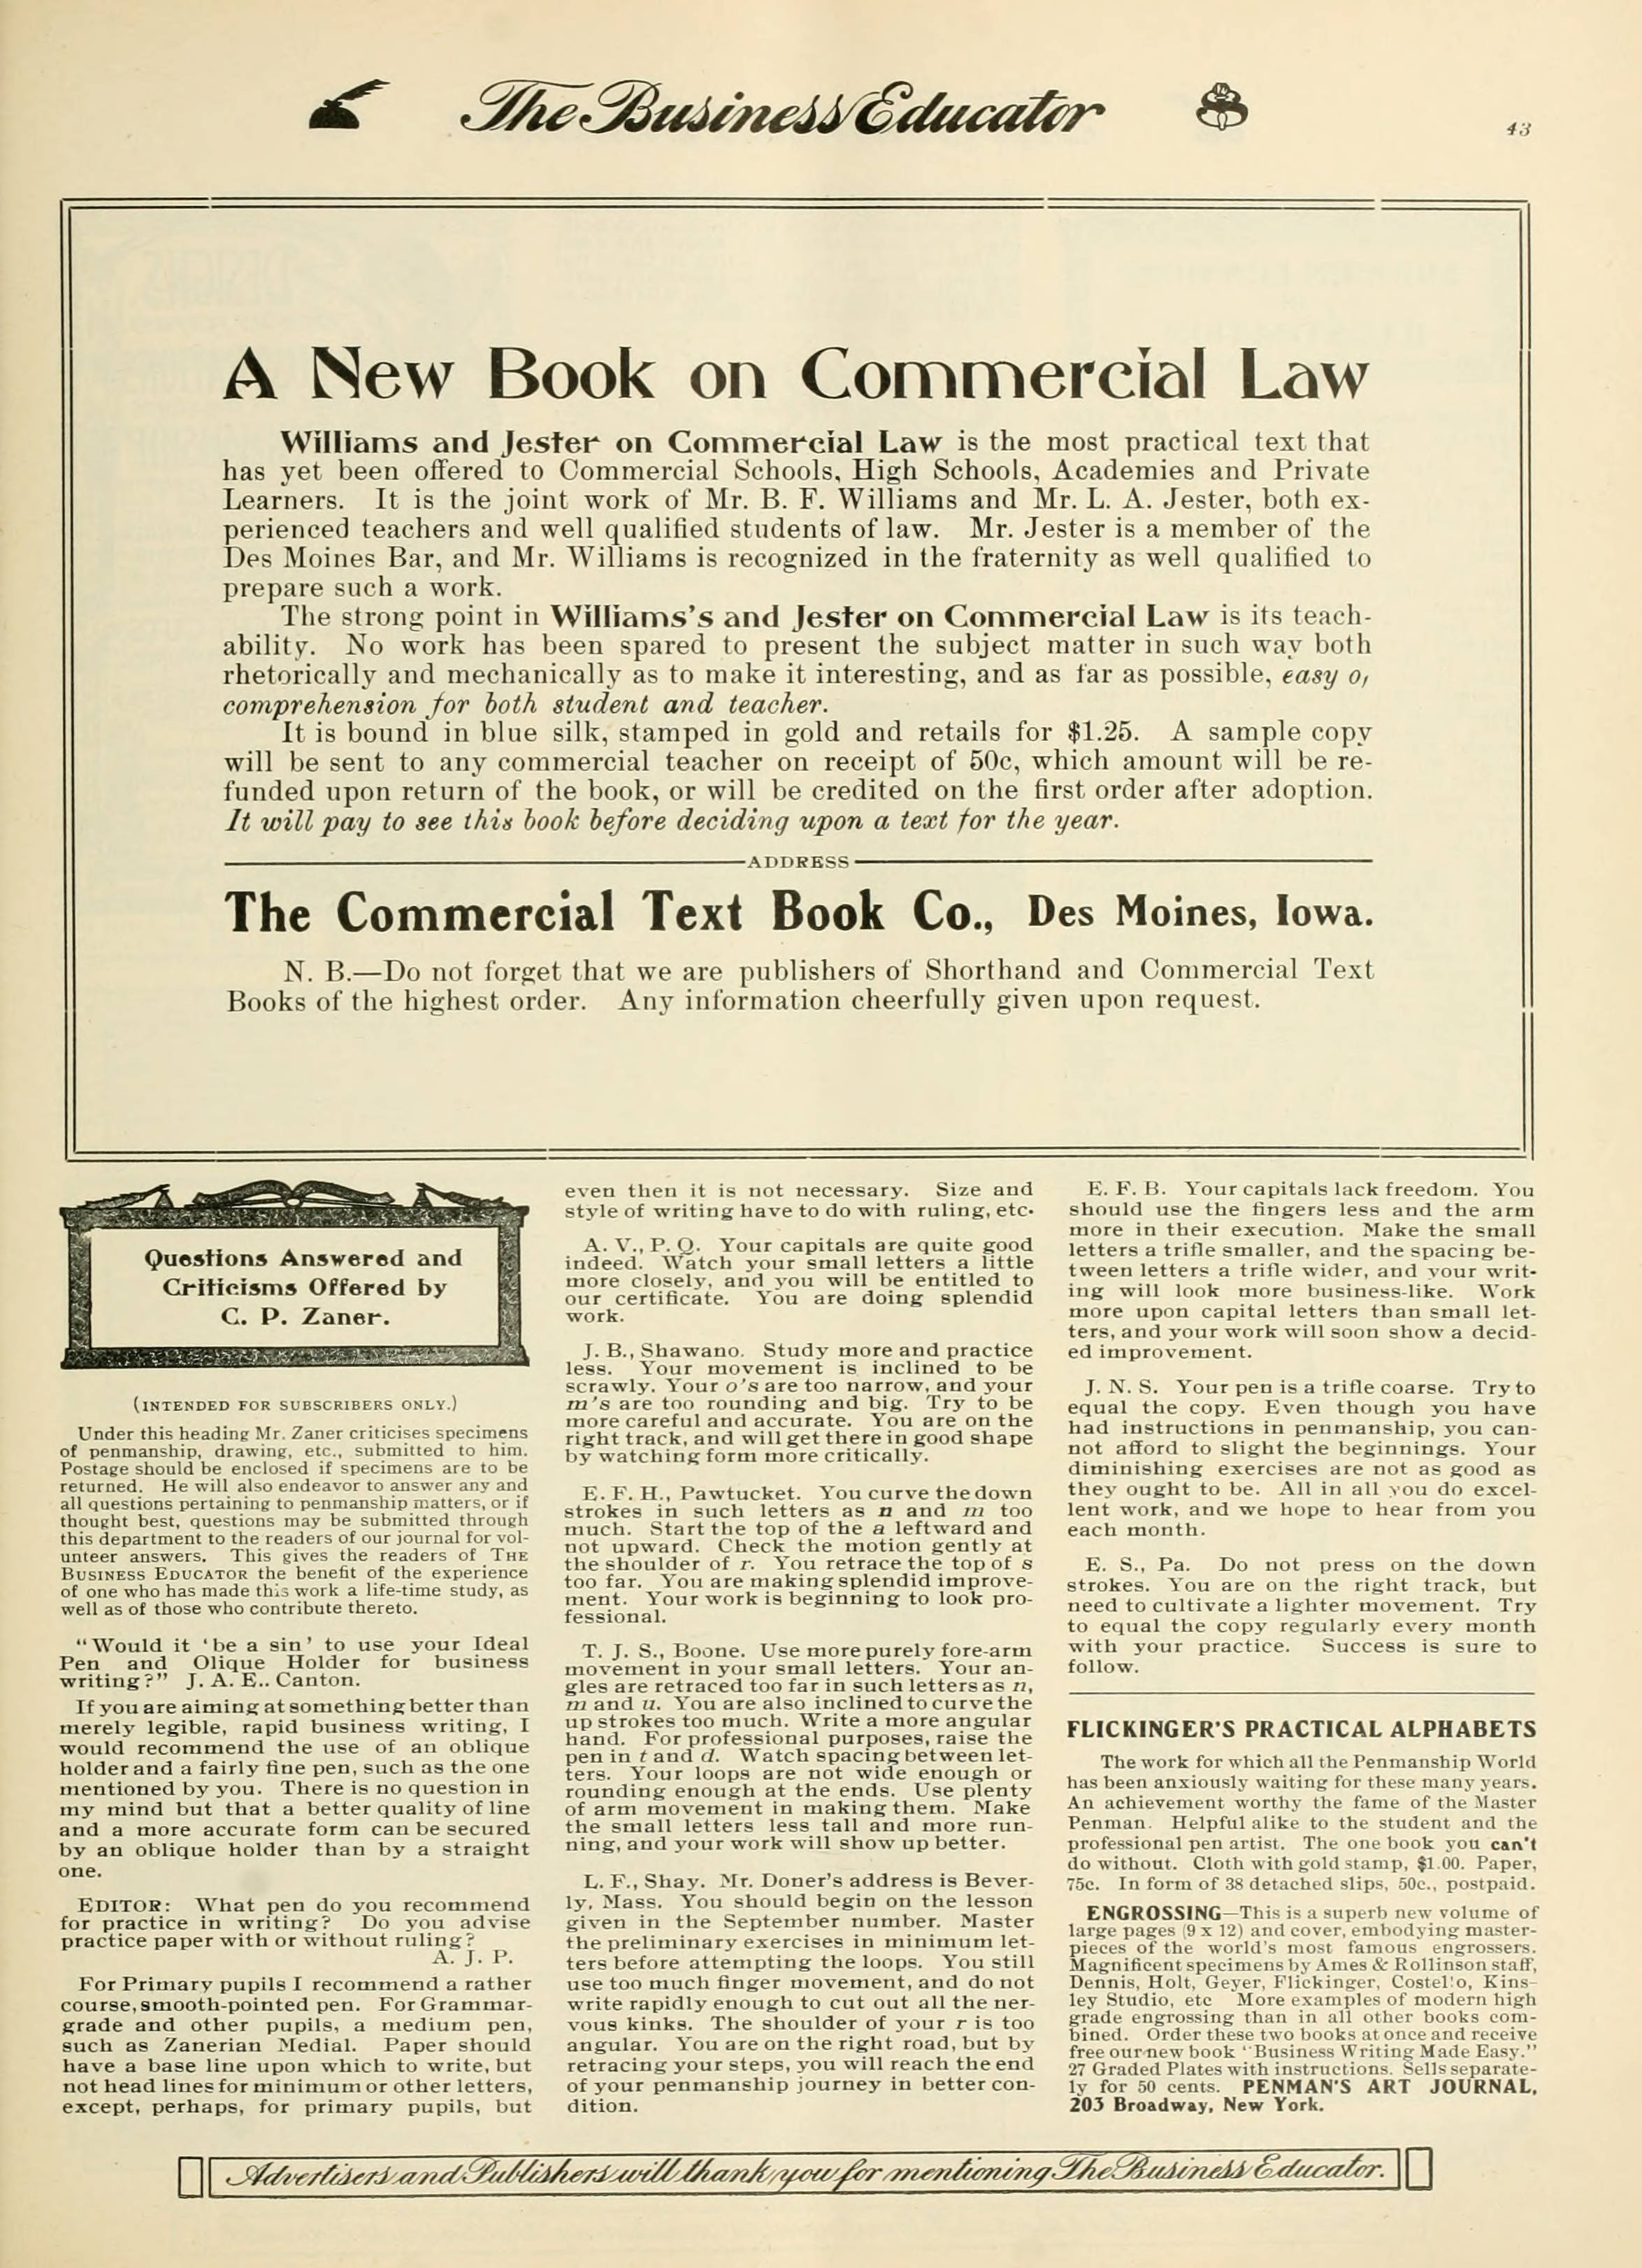 The Business Educator
43
A New Book on Commercial Law
Williams and Jester on Commercial Law is the most practical text that
has yet been offered to Commercial Schools, High Schools, Academies and Private
Learners. It is the joint work of Mr. B. F. Williams and Mr. L. A. Jester, both ex-
perienced teachers and well qualified students of law. Mr. Jester is a member of the
Des Moines Bar, and Mr. Williams is recognized in the fraternity as well qualified to
prepare such a work.
The strong point in Williams's and Jester on Commercial Law is its teach-
ability. No work has been spared to present the subject matter in such way both
rhetorically and mechanically as to make it interesting, and as far as possible, easy of
comprehension for both student and teacher.
It is bound in blue silk, stamped in gold and retails for $1.25. A sample copy
will be sent to any commercial teacher on receipt of 50c, which amount will be re-
funded upon return of the book, or will be credited on the first order after adoption.
It will pay to see this book before deciding upon a text for the year.
ADDRESS
The Commercial Text Book Co., Des Moines, Iowa.
N. B.—Do not forget that we are publishers of Shorthand and Commercial Text
Books of the highest order. Any information cheerfully given upon request.
Questions Answered and
Criticisms Offered by
C. P. Zaner.
(INTENDED FOR SUBSCRIBERS ONLY.)
Under this heading Mr. Zaner criticises specimens
of penmanship, drawing, etc., submitted to him.
Postage should be enclosed if specimens are to be
returned. He will also endeavor to answer any and
all questions pertaining to penmanship matters, or if
thought best, questions may be submitted through
this department to the readers of our journal for vol-
unteer answers. This gives the readers of THE
BUSINESS EDUCATOR the benefit of the experience
of one who has made this work a life-time study, as
well as of those who contribute thereto.
"Would it 'be a sin' to use your Ideal
Pen and Olique Holder for business
writing?" J. A. E.. Canton.
If you are aiming at something better than
merely legible, rapid business writing, I
would recommend the use of an oblique
holder and a fairly fine pen, such as the one
mentioned by you. There is no question in
my mind but that a better quality of line
and a more accurate form can be secured
by an oblique holder than by a straight
one.
EDITOR: What pen do you recommend
for practice in writing? Do you advise
practice paper with or without ruling?
A. J. P.
For Primary pupils I recommend a rather
course, smooth-pointed pen. For Grammar-
grade and other pupils, a medium pen,
such as Zanerian Medial. Paper should
have a base line upon which to write, but
not head lines for minimum or other letters,
except, perhaps, for primary pupils, but
even then it is not necessary. Size and
style of writing have to do with ruling, etc.
A. V., P. Q. Your capitals are quite good
indeed. Watch your small letters a little
more closely, and you will be entitled to
our certificate. You are doing splendid
work.
J. B., Shawano. Study more and practice
less. Your movement is inclined to be
scrawly. Your o's are too narrow, and your
m's are too rounding and big. Try to be
more careful and accurate. You are on the
right track, and will get there in good shape
by watching form more critically.
E. F. H., Pawtucket. You curve the down
strokes in such letters as n and m too
much. Start the top of the a leftward and
not upward. Check the motion gently at
the shoulder of r. You retrace the top of s
too far. You are making splendid improve-
ment. Your work is beginning to look pro-
fessional.
T. J. S., Boone. Use more purely fore-arm
movement in your small letters. Your an-
gles are retraced too far in such letters as n,
m and u. You are also inclined to curve the
up strokes too much. Write a more angular
hand. For professional purposes, raise the
pen in t and d. Watch spacing between let-
ters. Your loops are not wide enough or
rounding enough at the ends. Use plenty
of arm movement in making them. Make
the small letters less tall and more run-
ning, and your work will show up better.
L. F., Shay. Mr. Doner's address is Bever-
ly, Mass. You should begin on the lesson
given in the September number. Master
the preliminary exercises in minimum let-
ters before attempting the loops. You still
use too much finger movement, and do not
write rapidly enough to cut out all the ner-
vous kinks. The shoulder of your r is too
angular. You are on the right road, but by
retracing your steps, you will reach the end
of your penmanship journey in better con-
dition.
E. F. B. Your capitals lack freedom. You
should use the fingers less and the arm
more in their execution. Make the small
letters a trifle smaller, and the spacing be-
tween letters a trifle wider, and your writ-
ing will look more business-like. Work
more upon capital letters than small let-
ters, and your work will soon show a decid-
ed improvement.
J. N. S. Your pen is a trifle coarse. Try to
equal the copy. Even though you have
had instructions in penmanship, you can-
not afford to slight the beginnings. Your
diminishing exercises are not as good as
they ought to be. All in all you do excel-
lent work, and we hope to hear from you
each month.
E. S., Pa. Do not press on the down
strokes. You are on the right track, but
need to cultivate a lighter movement. Try
to equal the copy regularly every month
with your practice. Success is sure to
follow.
FLICKINGER'S PRACTICAL ALPHABETS
The work for which all the Penmanship World
has been anxiously waiting for these many years.
An achievement worthy the fame of the Master
Penman. Helpful alike to the student and the
professional pen artist. The one book you can't
do without. Cloth with gold stamp, $1.00. Paper,
75c. In form of 38 detached slips, 50c., postpaid.
ENGROSSING—This is a superb new volume of
large pages (9 x 12) and cover, embodying master-
pieces of the world's most famous engrossers.
Magnificent specimens by Ames & Rollinson staff,
Dennis, Holt, Geyer, Flickinger, Costello, Kins-
ley Studio, etc More examples of modern high
grade engrossing than in all other books com-
bined. Order these two books at once and receive
free our new book "Business Writing Made Easy."
27 Graded Plates with instructions. Sells separate-
ly for 50 cents. PENMAN'S ART JOURNAL,
203 Broadway, New York.
Advertisers and Publishers will thank you for mentioning The Business Educator.